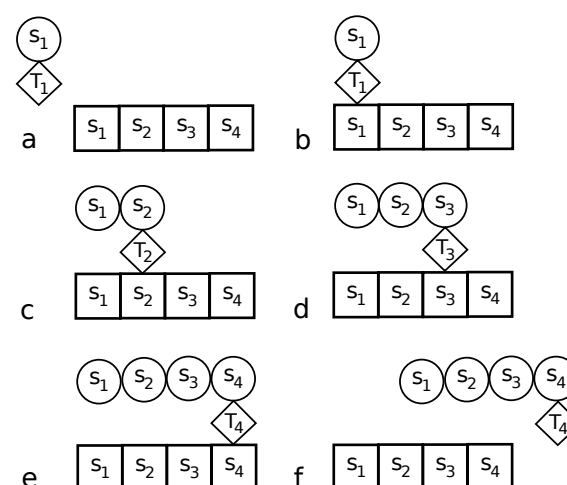 s1
T1
a s1 s2 s3 s4
s1
T1
b s1 s2 s3 s4
s1 s2
T2
c s1 s2 s3 s4
s1 s2 s3
T3
d s1 s2 s3 s4
s1 s2 s3 s4
T4
e s1 s2 s3 s4
s1 s2 s3 s4
T4
f s1 s2 s3 s4